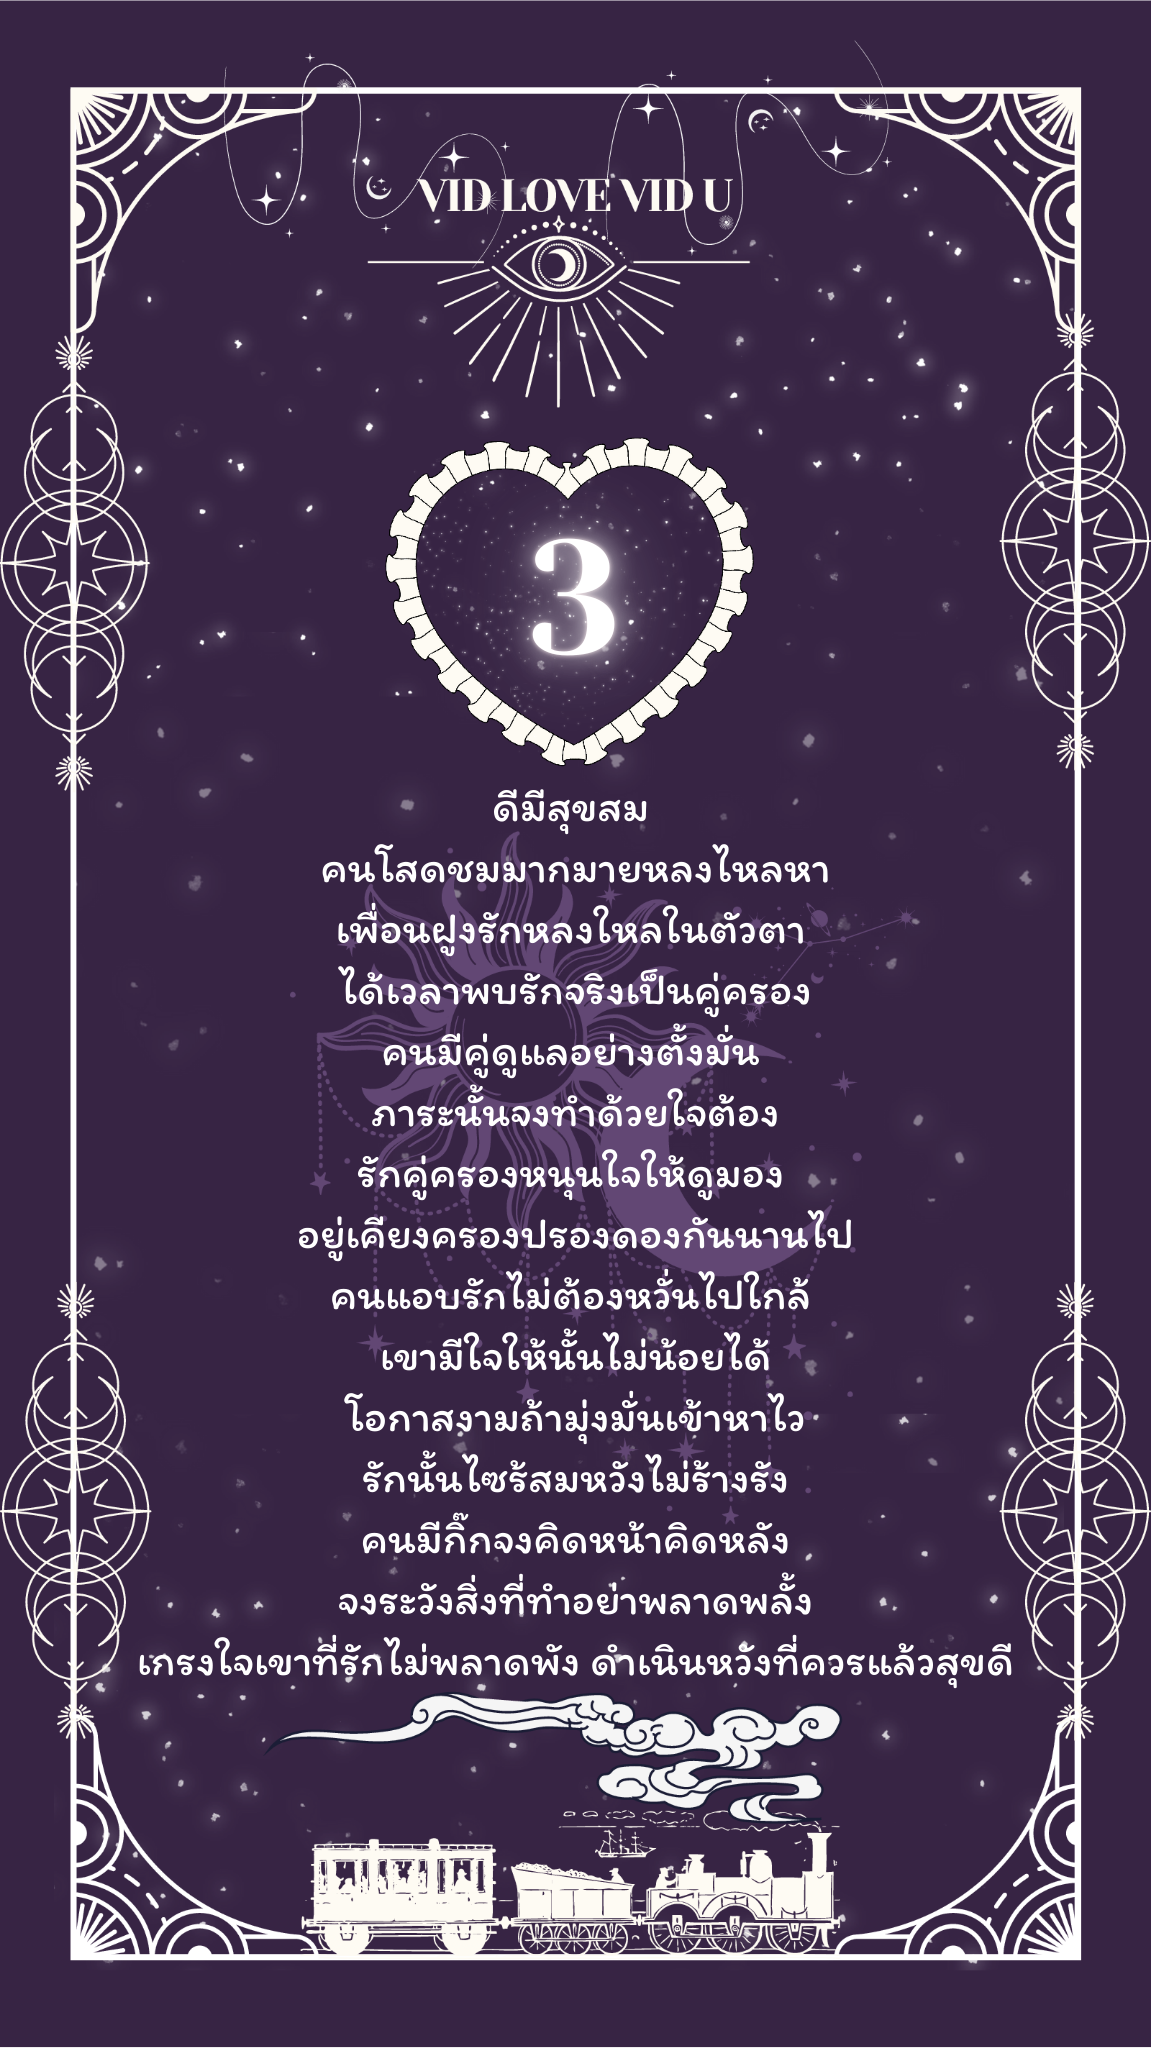 VID LOVE VID U
3
ดีมีสุขสม
คนโสดชมมากมายหลงไหลหา
เพื่อนฝูงรักหลงใหลในตัวตา
ได้เวลาพบรักจริงเป็นคู่ครอง
คนมีคู่ดูแลอย่างตั้งมั่น
ภาระนั้นจงทำด้วยใจต้อง
รักคู่ครองหนุนใจให้ดูมอง
อยู่เคียงครองปรองดองกันนานไป
คนแอบรักไม่ต้องหวั่นไปใกล้
เขามีใจให้นั้นไม่น้อยได้
โอกาสงามถ้ามุ่งมั่นเข้าหาไว
รักนั้นไซร้สมหวังไม่ร้างรัง
คนมีกิ๊กจงคิดหน้าคิดหลัง
จงระวังสิ่งที่ทำอย่าพลาดพลั้ง
เกรงใจเขาที่รักไม่พลาดพัง ดำเนินหวังที่ควรแล้วสุขดี